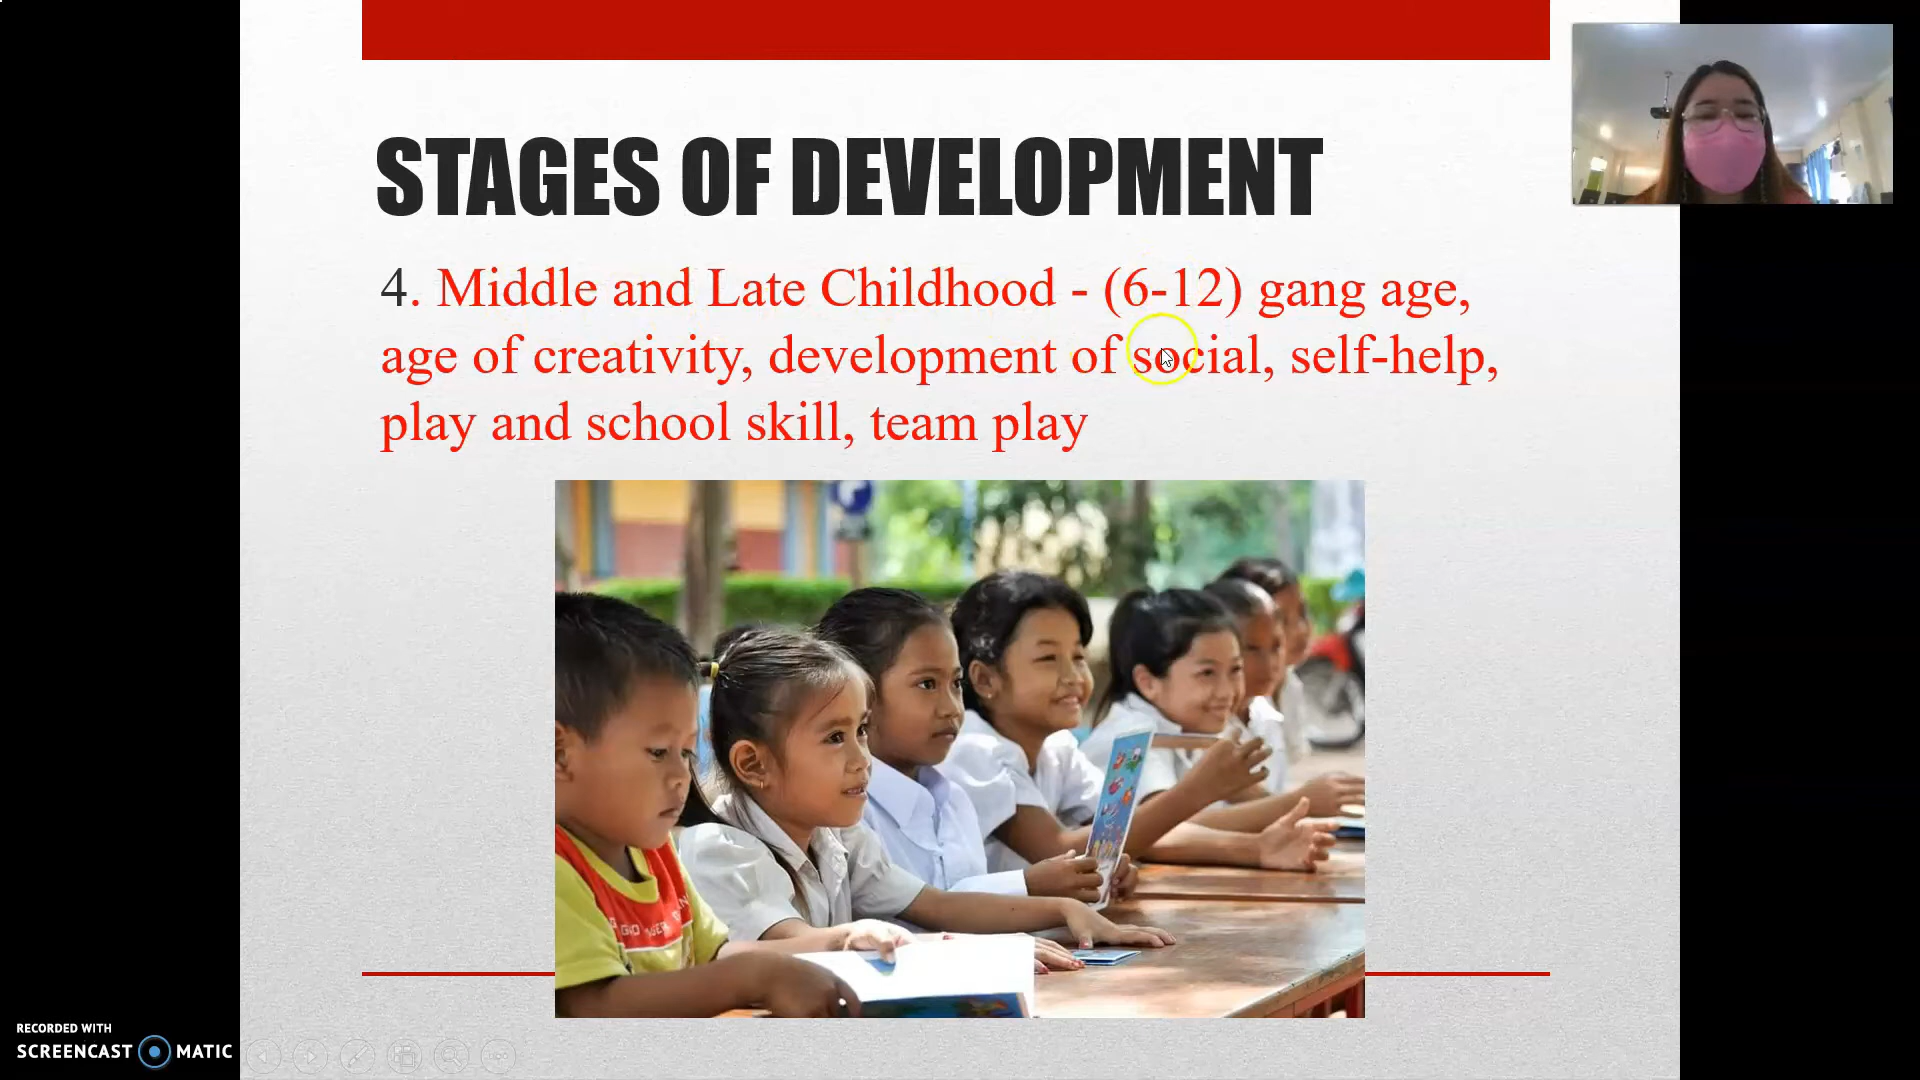 STAGES OF DEVELOPMENT
4. Middle and Late Childhood - (6-12) gang age,
age of creativity, development of social, self-help,
play and school skill, team play
RECORDED WITH
SCREENCAST MATIC